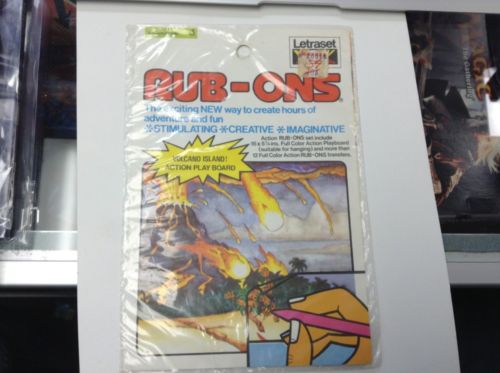 Letraset
RUB-ONS
The exciting NEW way to create hours of
adventure and fun
*STIMULATING *CREATIVE *IMAGINATIVE
Action RUB-ONS set include
Full Color Action Playboard
(suitable for hanging) and more than
12 Full Color Action RUB-ONS transfers.
VOLCANO ISLAND!
ACTION PLAY BOARD